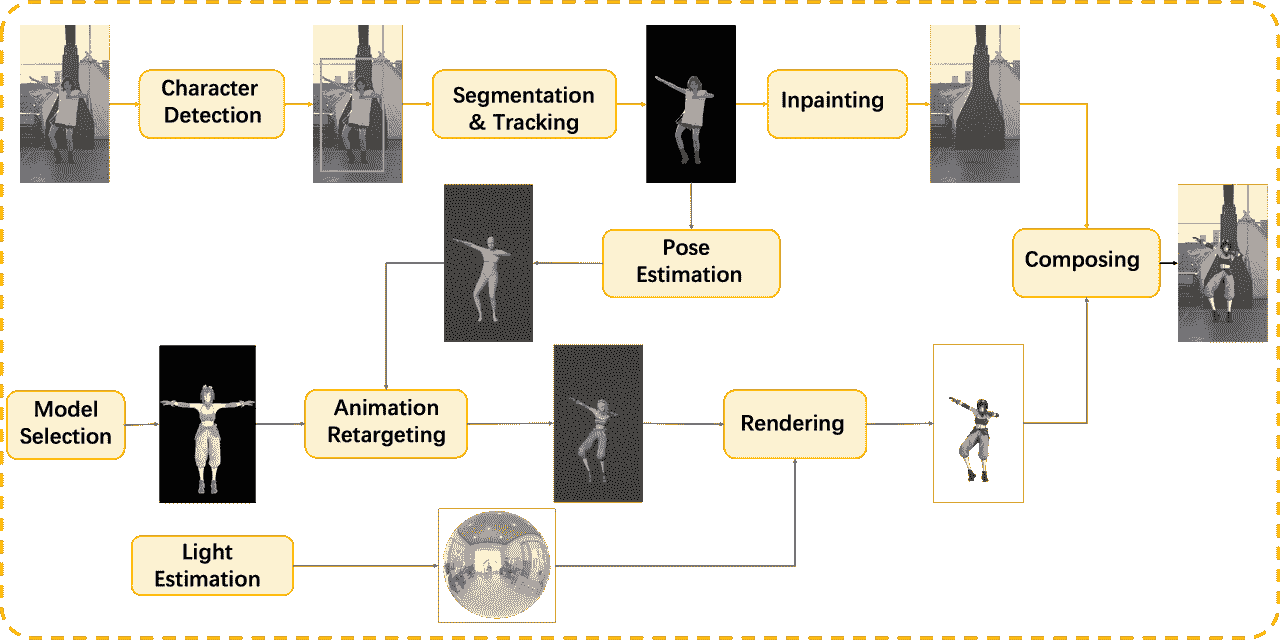 Character
Detection
Segmentation
& Tracking
Inpainting
Pose
Estimation
Composing
Model
Selection
Animation
Retargeting
Rendering
Light
Estimation